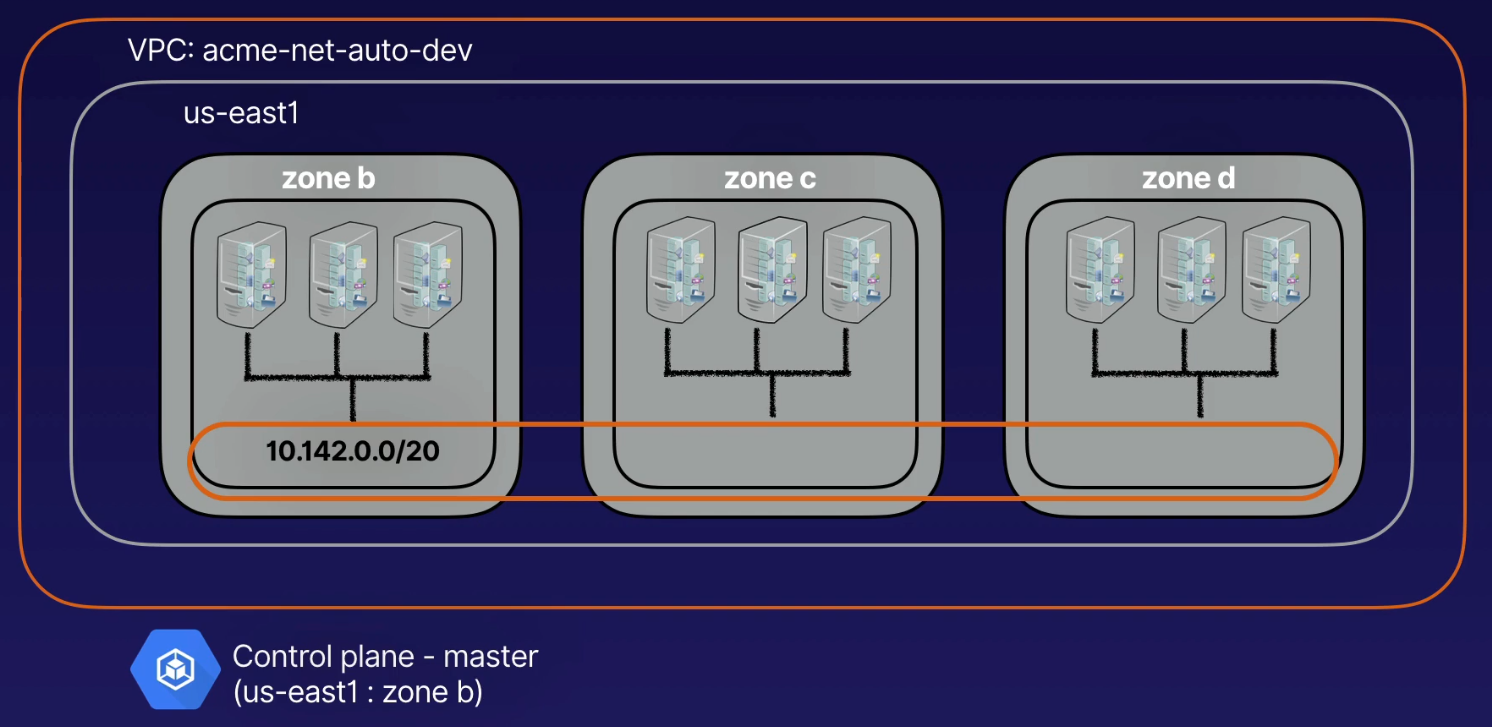 VPC: acme-net-auto-dev
us-east1
zone b
zone c
zone d
10.142.0.0/20
Control plane - master
(us-east1 : zone b)